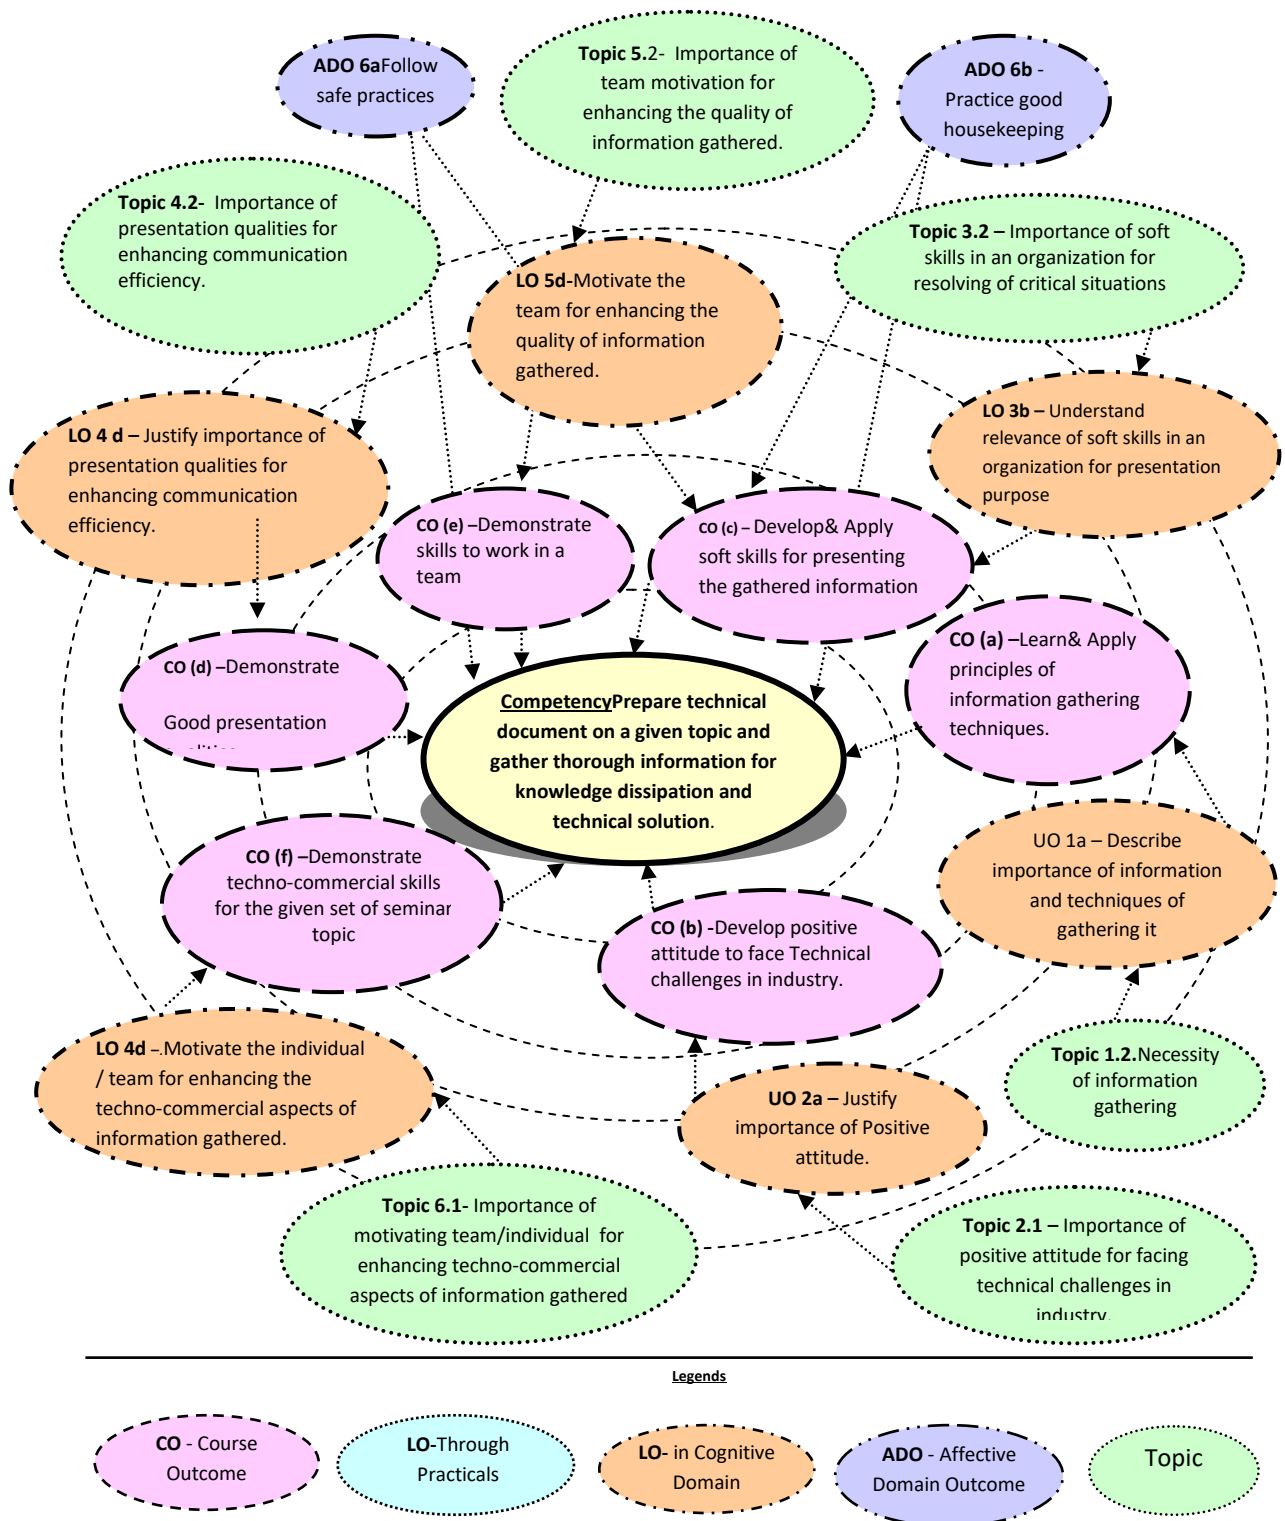 ADO 6aFollow
safe practices
Topic 5.2- Importance of
team motivation for
enhancing the quality of
information gathered.
ADO 6b -
Practice good
housekeeping
Topic 4.2- Importance of
presentation qualities for
enhancing communication
efficiency.
Topic 3.2 – Importance of soft
skills in an organization for
resolving of critical situations
LO 5d-Motivate the
team for enhancing the
quality of information
gathered.
LO 4 d – Justify importance of
presentation qualities for
enhancing communication
efficiency.
LO 3b – Understand
relevance of soft skills in an
organization for presentation
purpose
CO (e) –Demonstrate
skills to work in a
team
CO (c) – Develop& Apply
soft skills for presenting
the gathered information
CO (d) –Demonstrate
Good presentation
CO (a) –Learn& Apply
principles of
information gathering
techniques.
CompetencyPrepare technical
document on a given topic and
gather thorough information for
knowledge dissipation and
technical solution.
CO (f) –Demonstrate
techno-commercial skills
for the given set of seminar
topic
UO 1a – Describe
importance of information
and techniques of
gathering it
CO (b) -Develop positive
attitude to face Technical
challenges in industry.
LO 4d –.Motivate the individual
/ team for enhancing the
techno-commercial aspects of
information gathered.
Topic 1.2.Necessity
of information
gathering
UO 2a – Justify
importance of Positive
attitude.
Topic 6.1- Importance of
motivating team/individual for
enhancing techno-commercial
aspects of information gathered
Topic 2.1 – Importance of
positive attitude for facing
technical challenges in
industry.
Legends
CO - Course
Outcome
LO-Through
Practicals
LO- in Cognitive
Domain
ADO - Affective
Domain Outcome
Topic